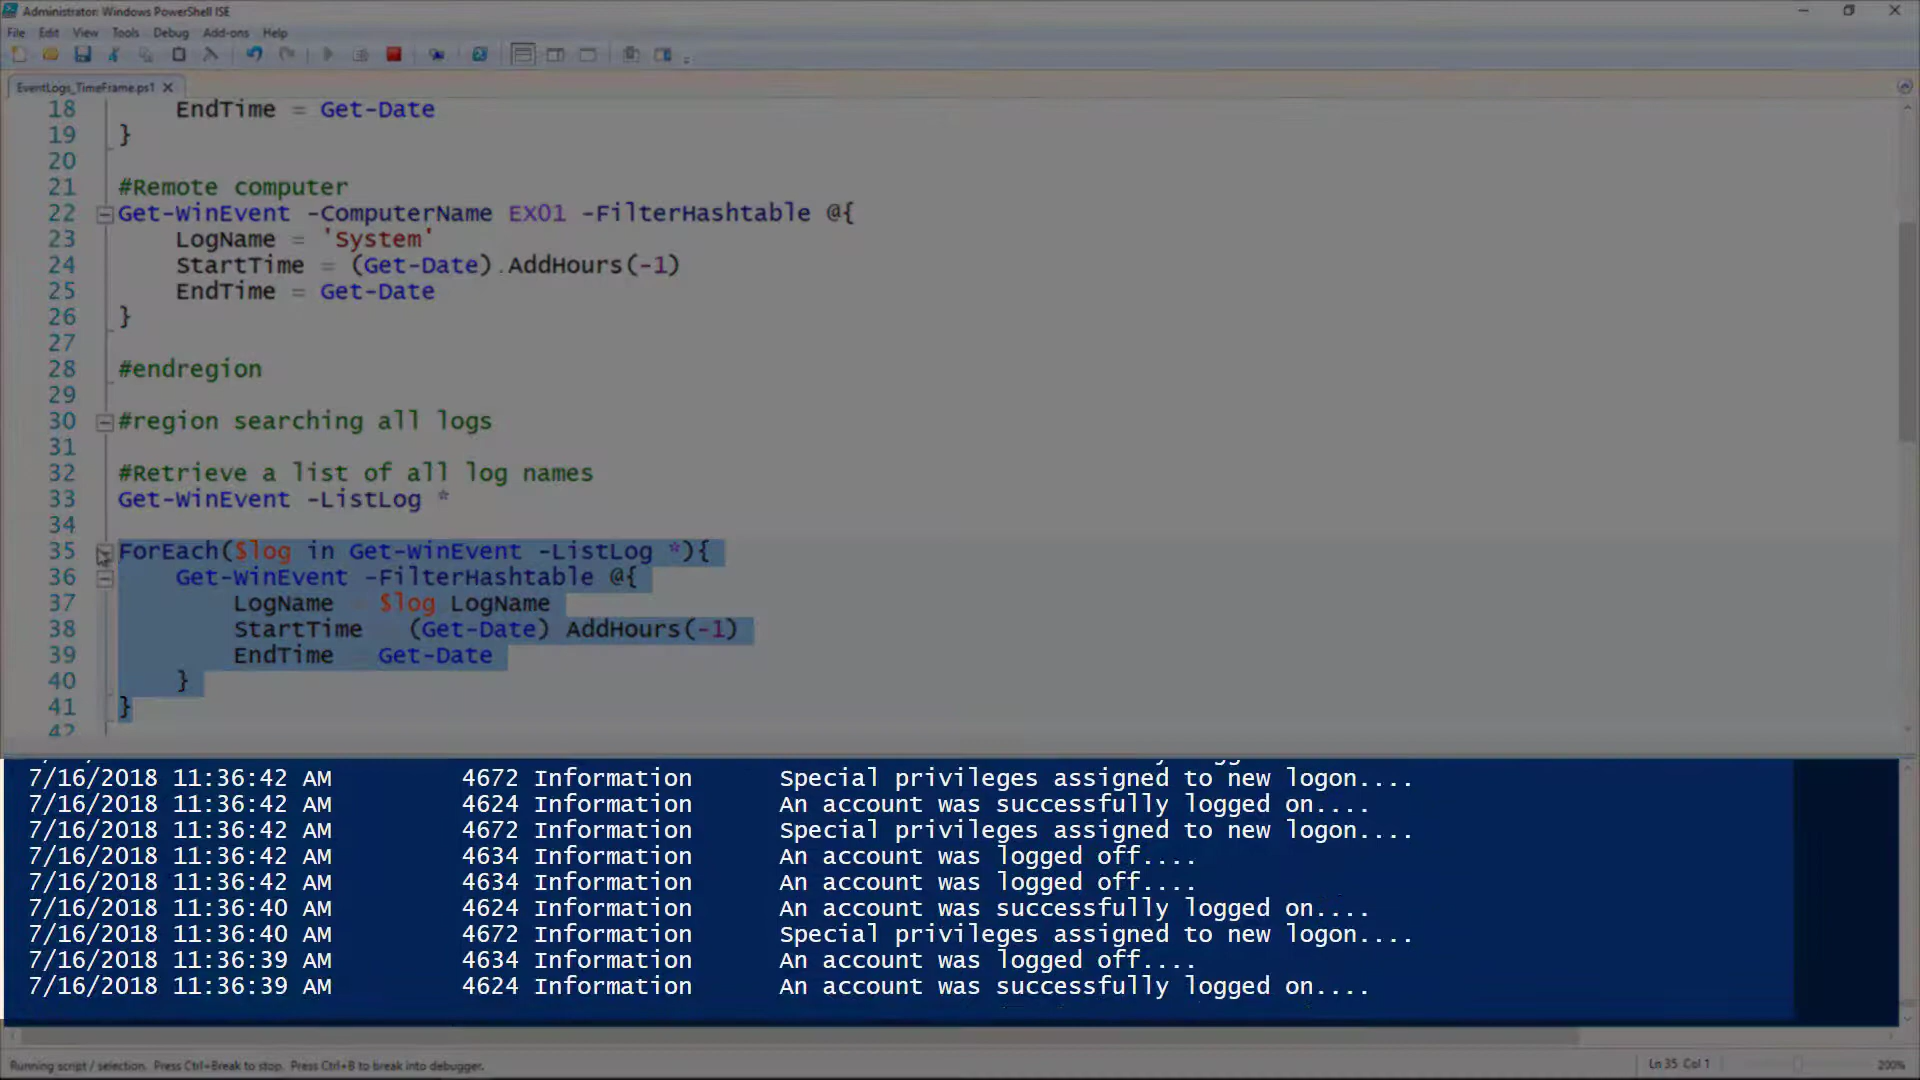 Administrator: Windows PowerShell ISE
File Edit View Tools Debug Add-ons Help
EventLogs_TimeFrame.ps1
18 EndTime = Get-Date
19 }
20
21 #Remote computer
22 Get-WinEvent -ComputerName EX01 -FilterHashtable @{
23 LogName = 'System'
24 StartTime = (Get-Date).AddHours(-1)
25 EndTime = Get-Date
26 }
27
28 #endregion
29
30 #region searching all logs
31
32 #Retrieve a list of all log names
33 Get-WinEvent -ListLog *
34
35 ForEach($log in Get-WinEvent -ListLog *){
36 Get-WinEvent -FilterHashtable @{
37 LogName $log LogName
38 StartTime (Get-Date) AddHours(-1)
39 EndTime Get-Date
40 }
41 }
42
7/16/2018 11:36:42 AM 4672 Information Special privileges assigned to new logon....
7/16/2018 11:36:42 AM 4624 Information An account was successfully logged on....
7/16/2018 11:36:42 AM 4672 Information Special privileges assigned to new logon....
7/16/2018 11:36:42 AM 4634 Information An account was logged off....
7/16/2018 11:36:42 AM 4634 Information An account was logged off....
7/16/2018 11:36:40 AM 4624 Information An account was successfully logged on....
7/16/2018 11:36:40 AM 4672 Information Special privileges assigned to new logon....
7/16/2018 11:36:39 AM 4634 Information An account was logged off....
7/16/2018 11:36:39 AM 4624 Information An account was successfully logged on....
Running script / selection. Press Ctrl+Break to stop. Press Ctrl+B to break into debugger.
Ln 35 Col 1
200%